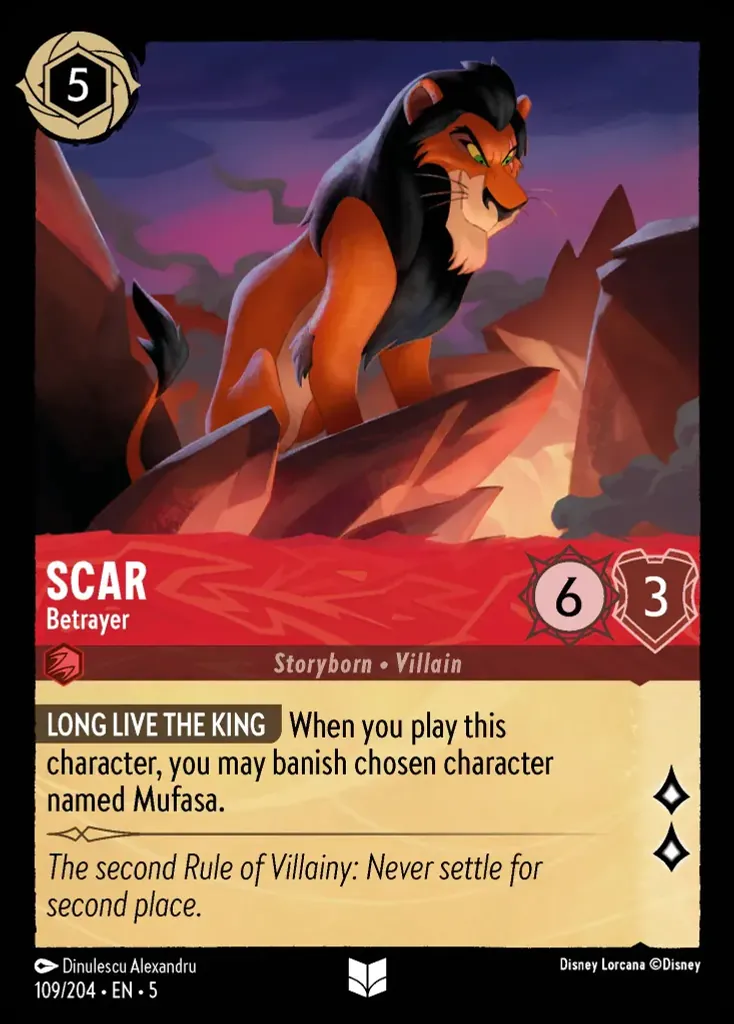 5
SCAR
Betrayer
6
3
Storyborn • Villain
LONG LIVE THE KING When you play this
character, you may banish chosen character
named Mufasa.
The second Rule of Villainy: Never settle for
second place.
Dinulescu Alexandru
109/204 • EN • 5
Disney Lorcana ©Disney